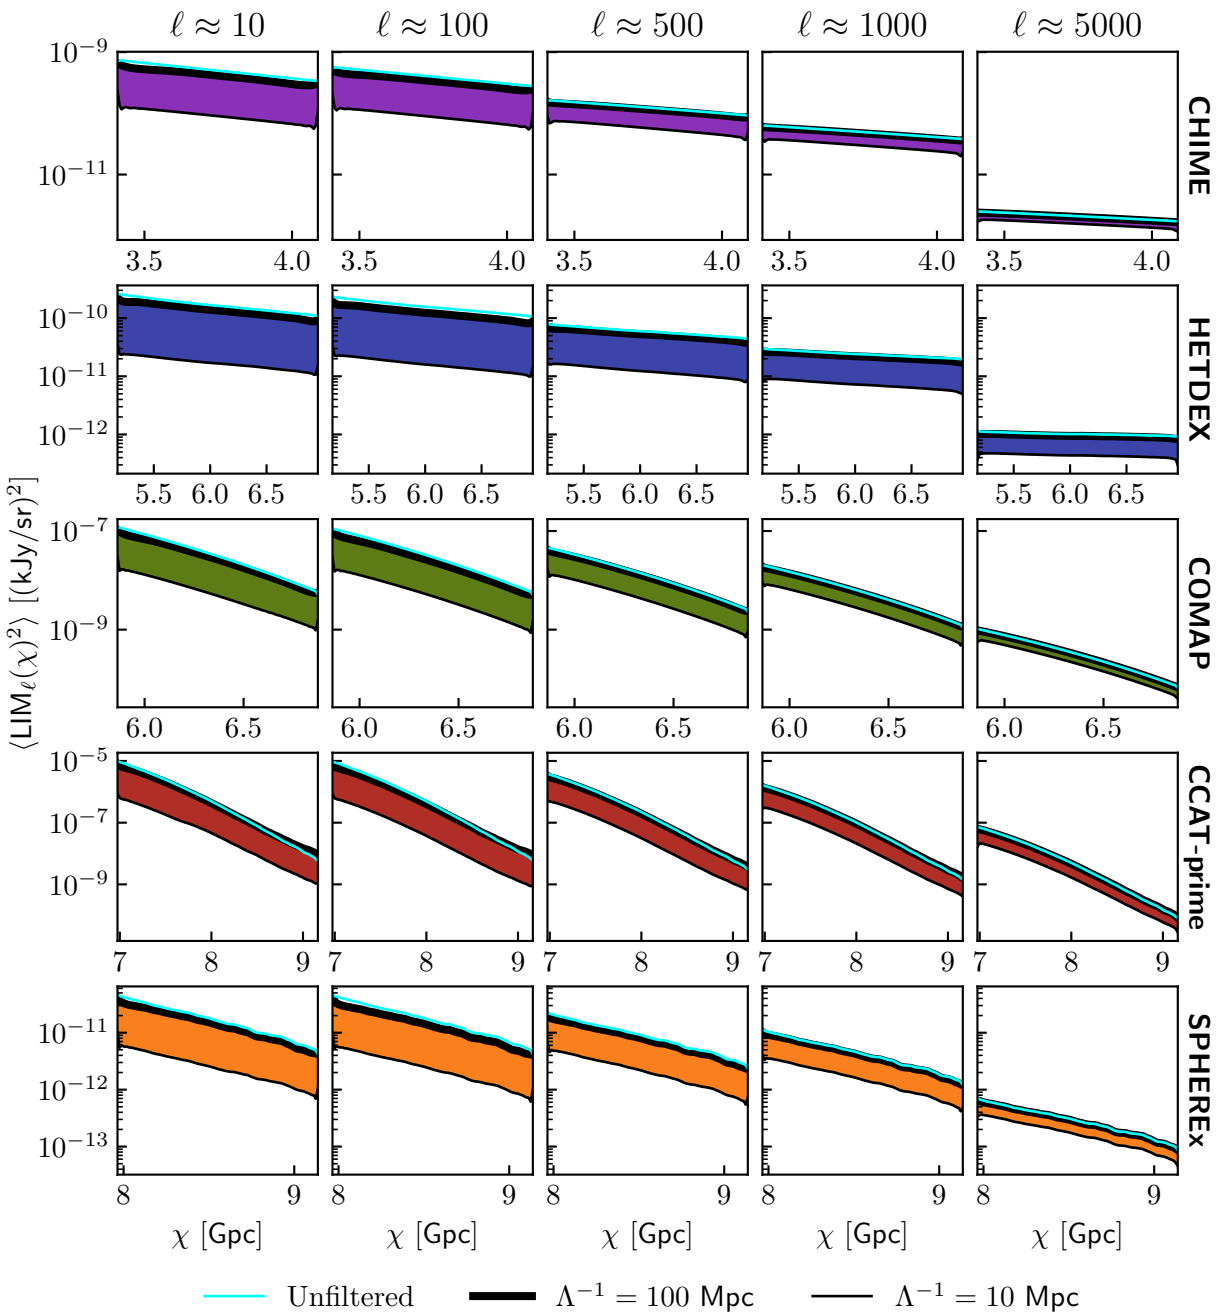 ℓ ≈ 10 ℓ ≈ 100 ℓ ≈ 500 ℓ ≈ 1000 ℓ ≈ 5000
10⁻⁹
10⁻¹¹
3.5 4.0 3.5 4.0 3.5 4.0 3.5 4.0 3.5 4.0
CHIME
10⁻¹⁰
10⁻¹¹
10⁻¹²
5.5 6.0 6.5 5.5 6.0 6.5 5.5 6.0 6.5 5.5 6.0 6.5 5.5 6.0 6.5
HETDEX
⟨LIM_ℓ(χ)²⟩ [(kJy/sr)²]
10⁻⁷
10⁻⁹
6.0 6.5 6.0 6.5 6.0 6.5 6.0 6.5 6.0 6.5
COMAP
10⁻⁵
10⁻⁷
10⁻⁹
7 8 9 7 8 9 7 8 9 7 8 9 7 8 9
CCAT-prime
10⁻¹¹
10⁻¹²
10⁻¹³
8 9 8 9 8 9 8 9 8 9
SPHEREx
χ [Gpc] χ [Gpc] χ [Gpc] χ [Gpc] χ [Gpc]
Unfiltered Λ⁻¹ = 100 Mpc Λ⁻¹ = 10 Mpc